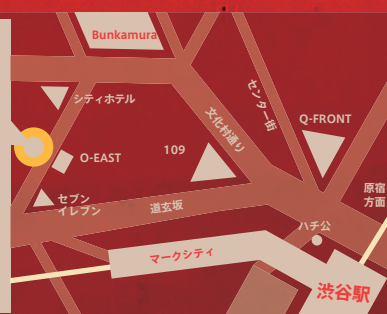 Bunkamura
シティホテル
センター街
文化村通り
Q-FRONT
109
O-EAST
セブン
イレブン
道玄坂
原宿
方面
ハチ公
マークシティ
渋谷駅